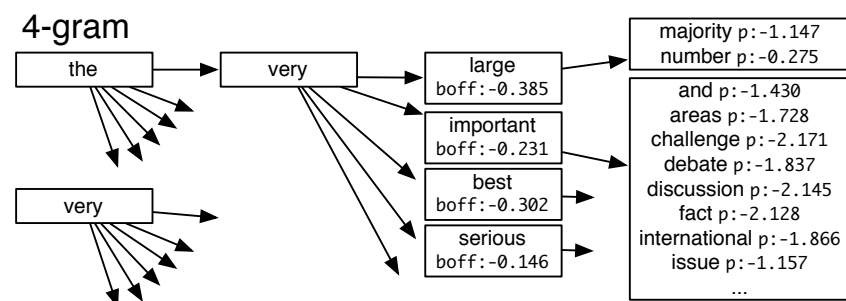 4-gram
the
very
large
boff:-0.385
important
boff:-0.231
best
boff:-0.302
serious
boff:-0.146
majority p:-1.147
number p:-0.275
and p:-1.430
areas p:-1.728
challenge p:-2.171
debate p:-1.837
discussion p:-2.145
fact p:-2.128
international p:-1.866
issue p:-1.157
...
very